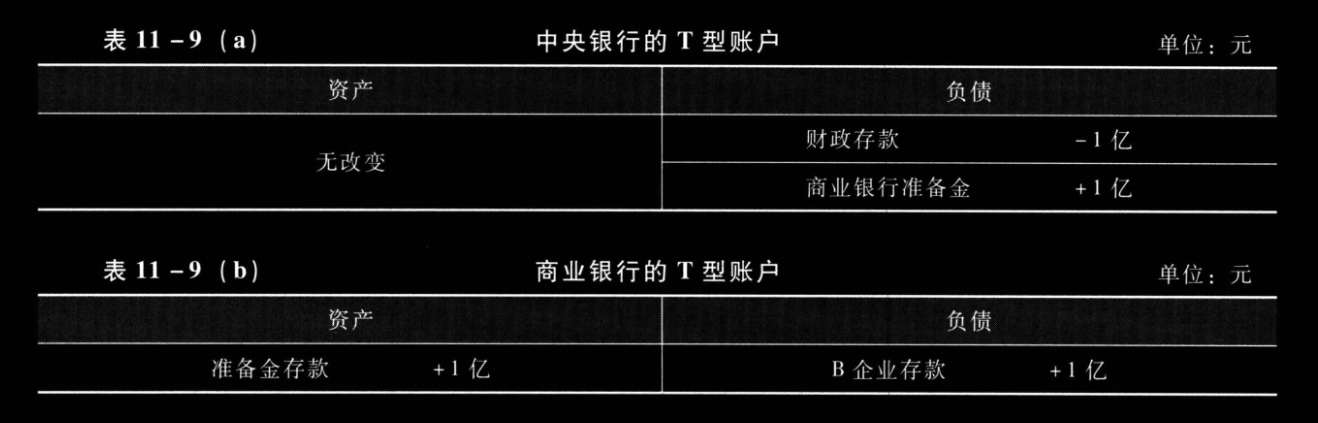 表 11-9 (a) 中央银行的 T 型账户 单位：元
资产 负债
无改变 财政存款 -1 亿
商业银行准备金 +1 亿
表 11-9 (b) 商业银行的 T 型账户 单位：元
资产 负债
准备金存款 +1 亿 B 企业存款 +1 亿